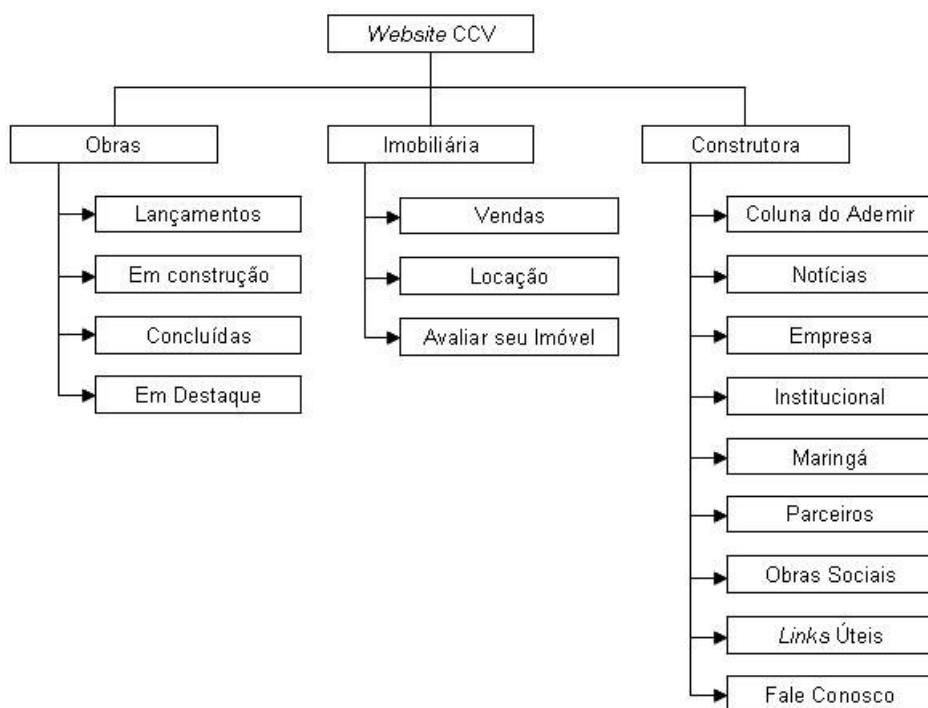 Website CCV
Obras
Imobiliária
Construtora
Lançamentos
Em construção
Concluídas
Em Destaque
Vendas
Locação
Avaliar seu Imóvel
Coluna do Ademir
Notícias
Empresa
Institucional
Maringá
Parceiros
Obras Sociais
Links Úteis
Fale Conosco